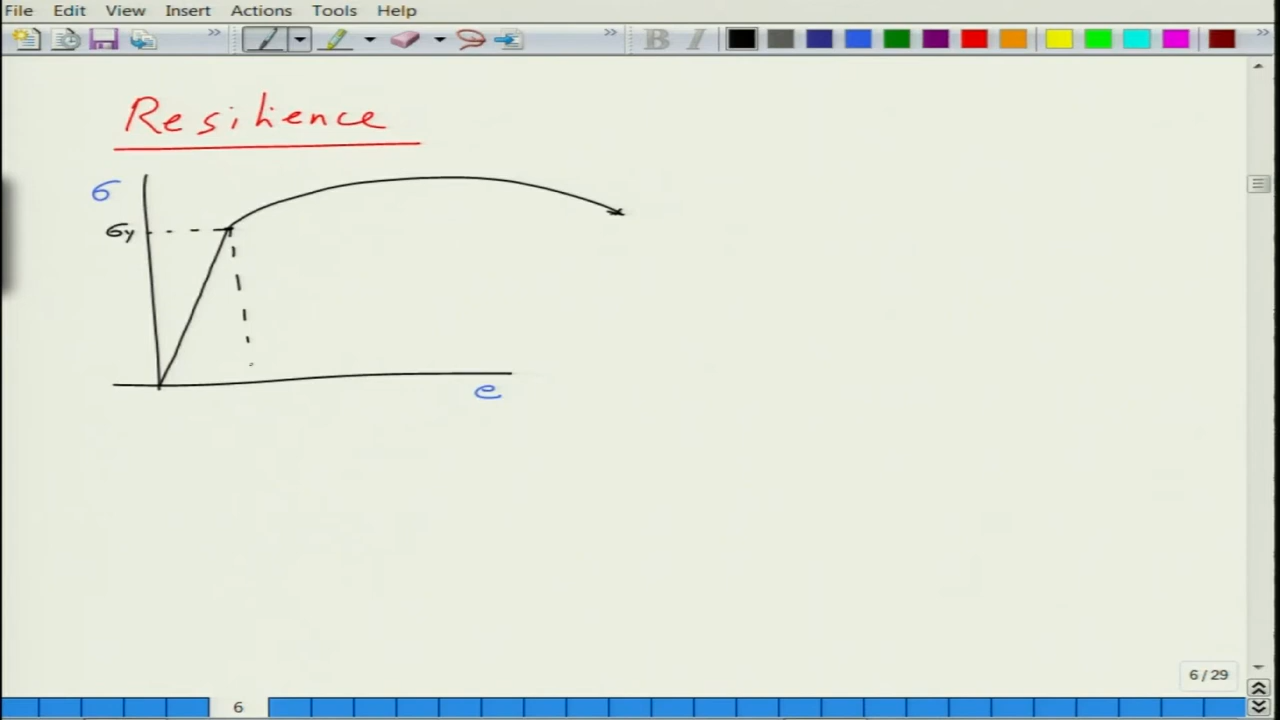 File Edit View Insert Actions Tools Help
B I
Resilience
σ
σy
e
6 / 29
6